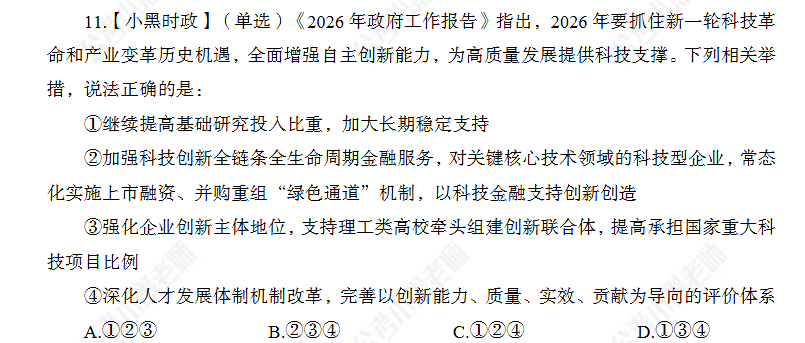 11.【小黑时政】（单选）《2026 年政府工作报告》指出，2026 年要抓住新一轮科技革
命和产业变革历史机遇，全面增强自主创新能力，为高质量发展提供科技支撑。下列相关举
措，说法正确的是：
①继续提高基础研究投入比重，加大长期稳定支持
②加强科技创新全链条全生命周期金融服务，对关键核心技术领域的科技型企业，常态
化实施上市融资、并购重组“绿色通道”机制，以科技金融支持创新创造
③强化企业创新主体地位，支持理工类高校牵头组建创新联合体，提高承担国家重大科
技项目比例
④深化人才发展体制机制改革，完善以创新能力、质量、实效、贡献为导向的评价体系
A.①②③ B.②③④ C.①②④ D.①③④